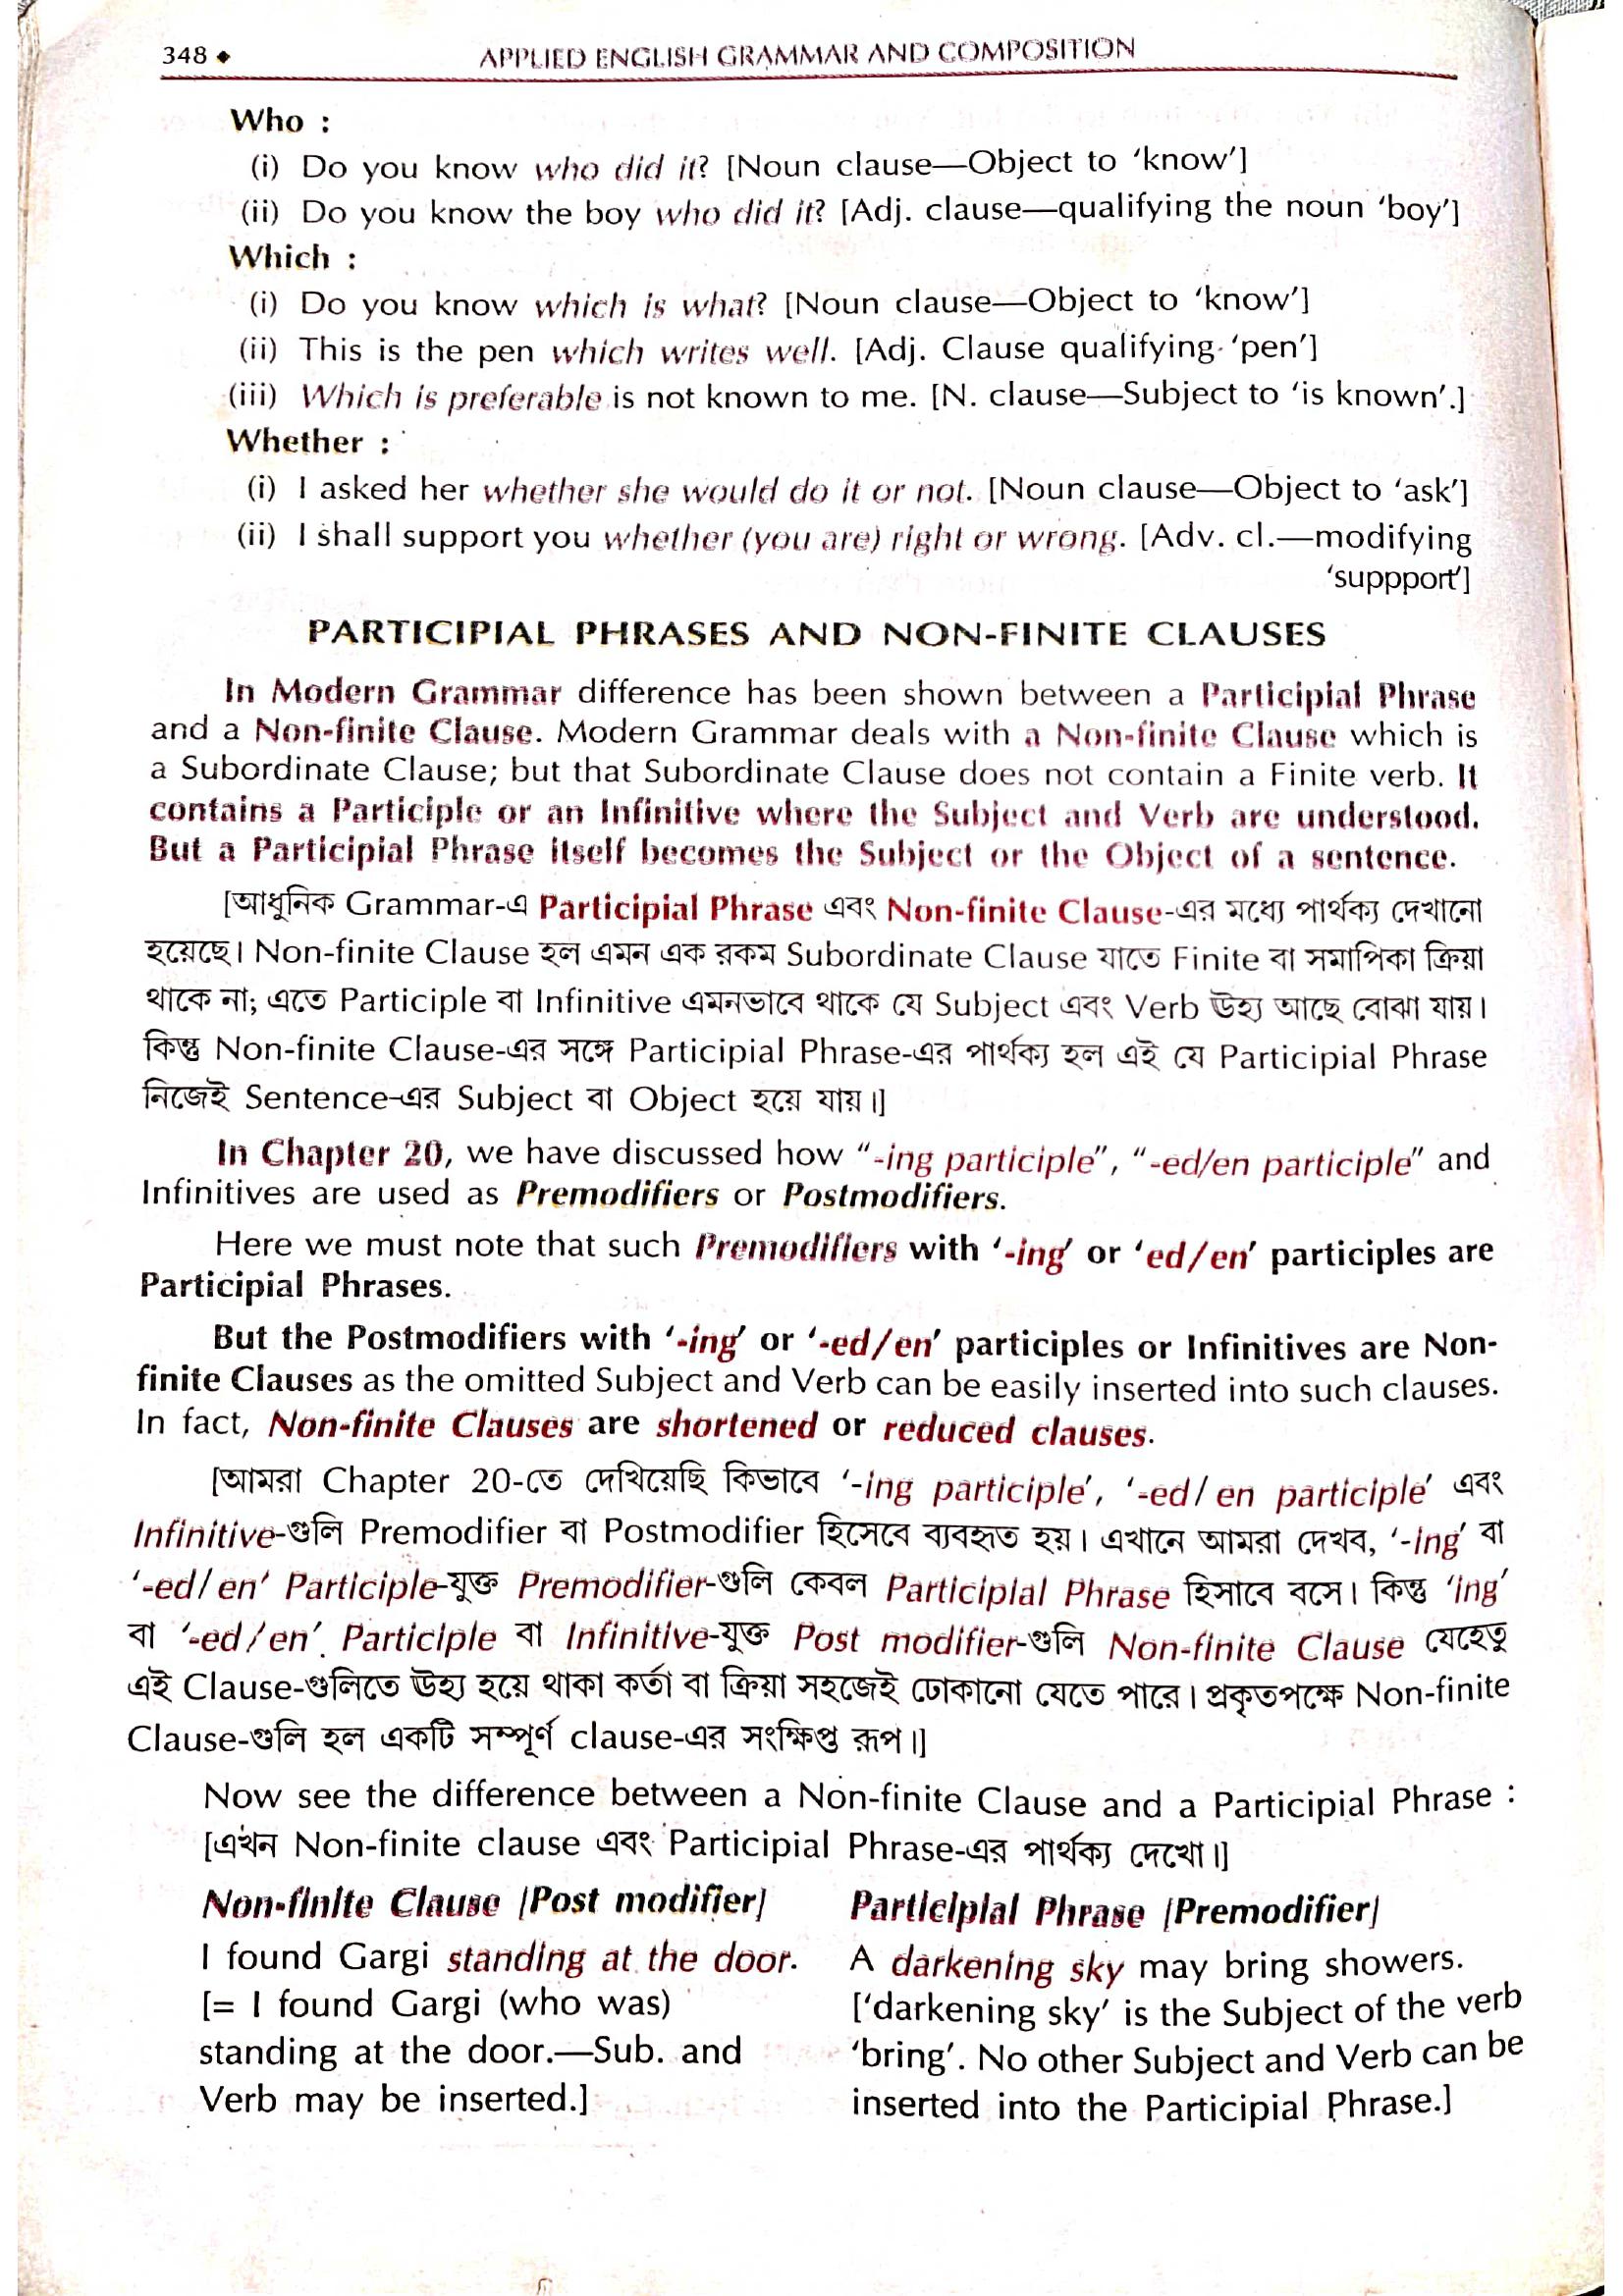 348 ◆ APPLIED ENGLISH GRAMMAR AND COMPOSITION
Who :
(i) Do you know who did it? [Noun clause—Object to ‘know’]
(ii) Do you know the boy who did it? [Adj. clause—qualifying the noun ‘boy’]
Which :
(i) Do you know which is what? [Noun clause—Object to ‘know’]
(ii) This is the pen which writes well. [Adj. Clause qualifying ‘pen’]
(iii) Which is preferable is not known to me. [N. clause—Subject to ‘is known’.]
Whether :
(i) I asked her whether she would do it or not. [Noun clause—Object to ‘ask’]
(ii) I shall support you whether (you are) right or wrong. [Adv. cl.—modifying
‘suppport’]
PARTICIPIAL PHRASES AND NON-FINITE CLAUSES
In Modern Grammar difference has been shown between a Participial Phrase
and a Non-finite Clause. Modern Grammar deals with a Non-finite Clause which is
a Subordinate Clause; but that Subordinate Clause does not contain a Finite verb. It
contains a Participle or an Infinitive where the Subject and Verb are understood.
But a Participial Phrase itself becomes the Subject or the Object of a sentence.
[আধুনিক Grammar-এ Participial Phrase এবং Non-finite Clause-এর মধ্যে পার্থক্য দেখানো
হয়েছে। Non-finite Clause হল এমন এক রকম Subordinate Clause যাতে Finite বা সমাপিকা ক্রিয়া
থাকে না; এতে Participle বা Infinitive এমনভাবে থাকে যে Subject এবং Verb ঊহ্য আছে বোঝা যায়।
কিন্তু Non-finite Clause-এর সঙ্গে Participial Phrase-এর পার্থক্য হল এই যে Participial Phrase
নিজেই Sentence-এর Subject বা Object হয়ে যায়।]
In Chapter 20, we have discussed how “-ing participle”, “-ed/en participle” and
Infinitives are used as Premodifiers or Postmodifiers.
Here we must note that such Premodifiers with ‘-ing’ or ‘ed/en’ participles are
Participial Phrases.
But the Postmodifiers with ‘-ing’ or ‘-ed/en’ participles or Infinitives are Non-
finite Clauses as the omitted Subject and Verb can be easily inserted into such clauses.
In fact, Non-finite Clauses are shortened or reduced clauses.
[আমরা Chapter 20-তে দেখিয়েছি কিভাবে ‘-ing participle’, ‘-ed/ en participle’ এবং
Infinitive-গুলি Premodifier বা Postmodifier হিসেবে ব্যবহৃত হয়। এখানে আমরা দেখব, ‘-ing’ বা
‘-ed/ en’ Participle-যুক্ত Premodifier-গুলি কেবল Participial Phrase হিসাবে বসে। কিন্তু ‘ing’
বা ‘-ed/en’ Participle বা Infinitive-যুক্ত Post modifier-গুলি Non-finite Clause যেহেতু
এই Clause-গুলিতে ঊহ্য হয়ে থাকা কর্তা বা ক্রিয়া সহজেই ঢোকানো যেতে পারে। প্রকৃতপক্ষে Non-finite
Clause-গুলি হল একটি সম্পূর্ণ clause-এর সংক্ষিপ্ত রূপ।]
Now see the difference between a Non-finite Clause and a Participial Phrase :
[এখন Non-finite clause এবং Participial Phrase-এর পার্থক্য দেখো।]
Non-finite Clause [Post modifier]
I found Gargi standing at the door.
[= I found Gargi (who was)
standing at the door.—Sub. and
Verb may be inserted.]
Participial Phrase [Premodifier]
A darkening sky may bring showers.
[‘darkening sky’ is the Subject of the verb
‘bring’. No other Subject and Verb can be
inserted into the Participial Phrase.]